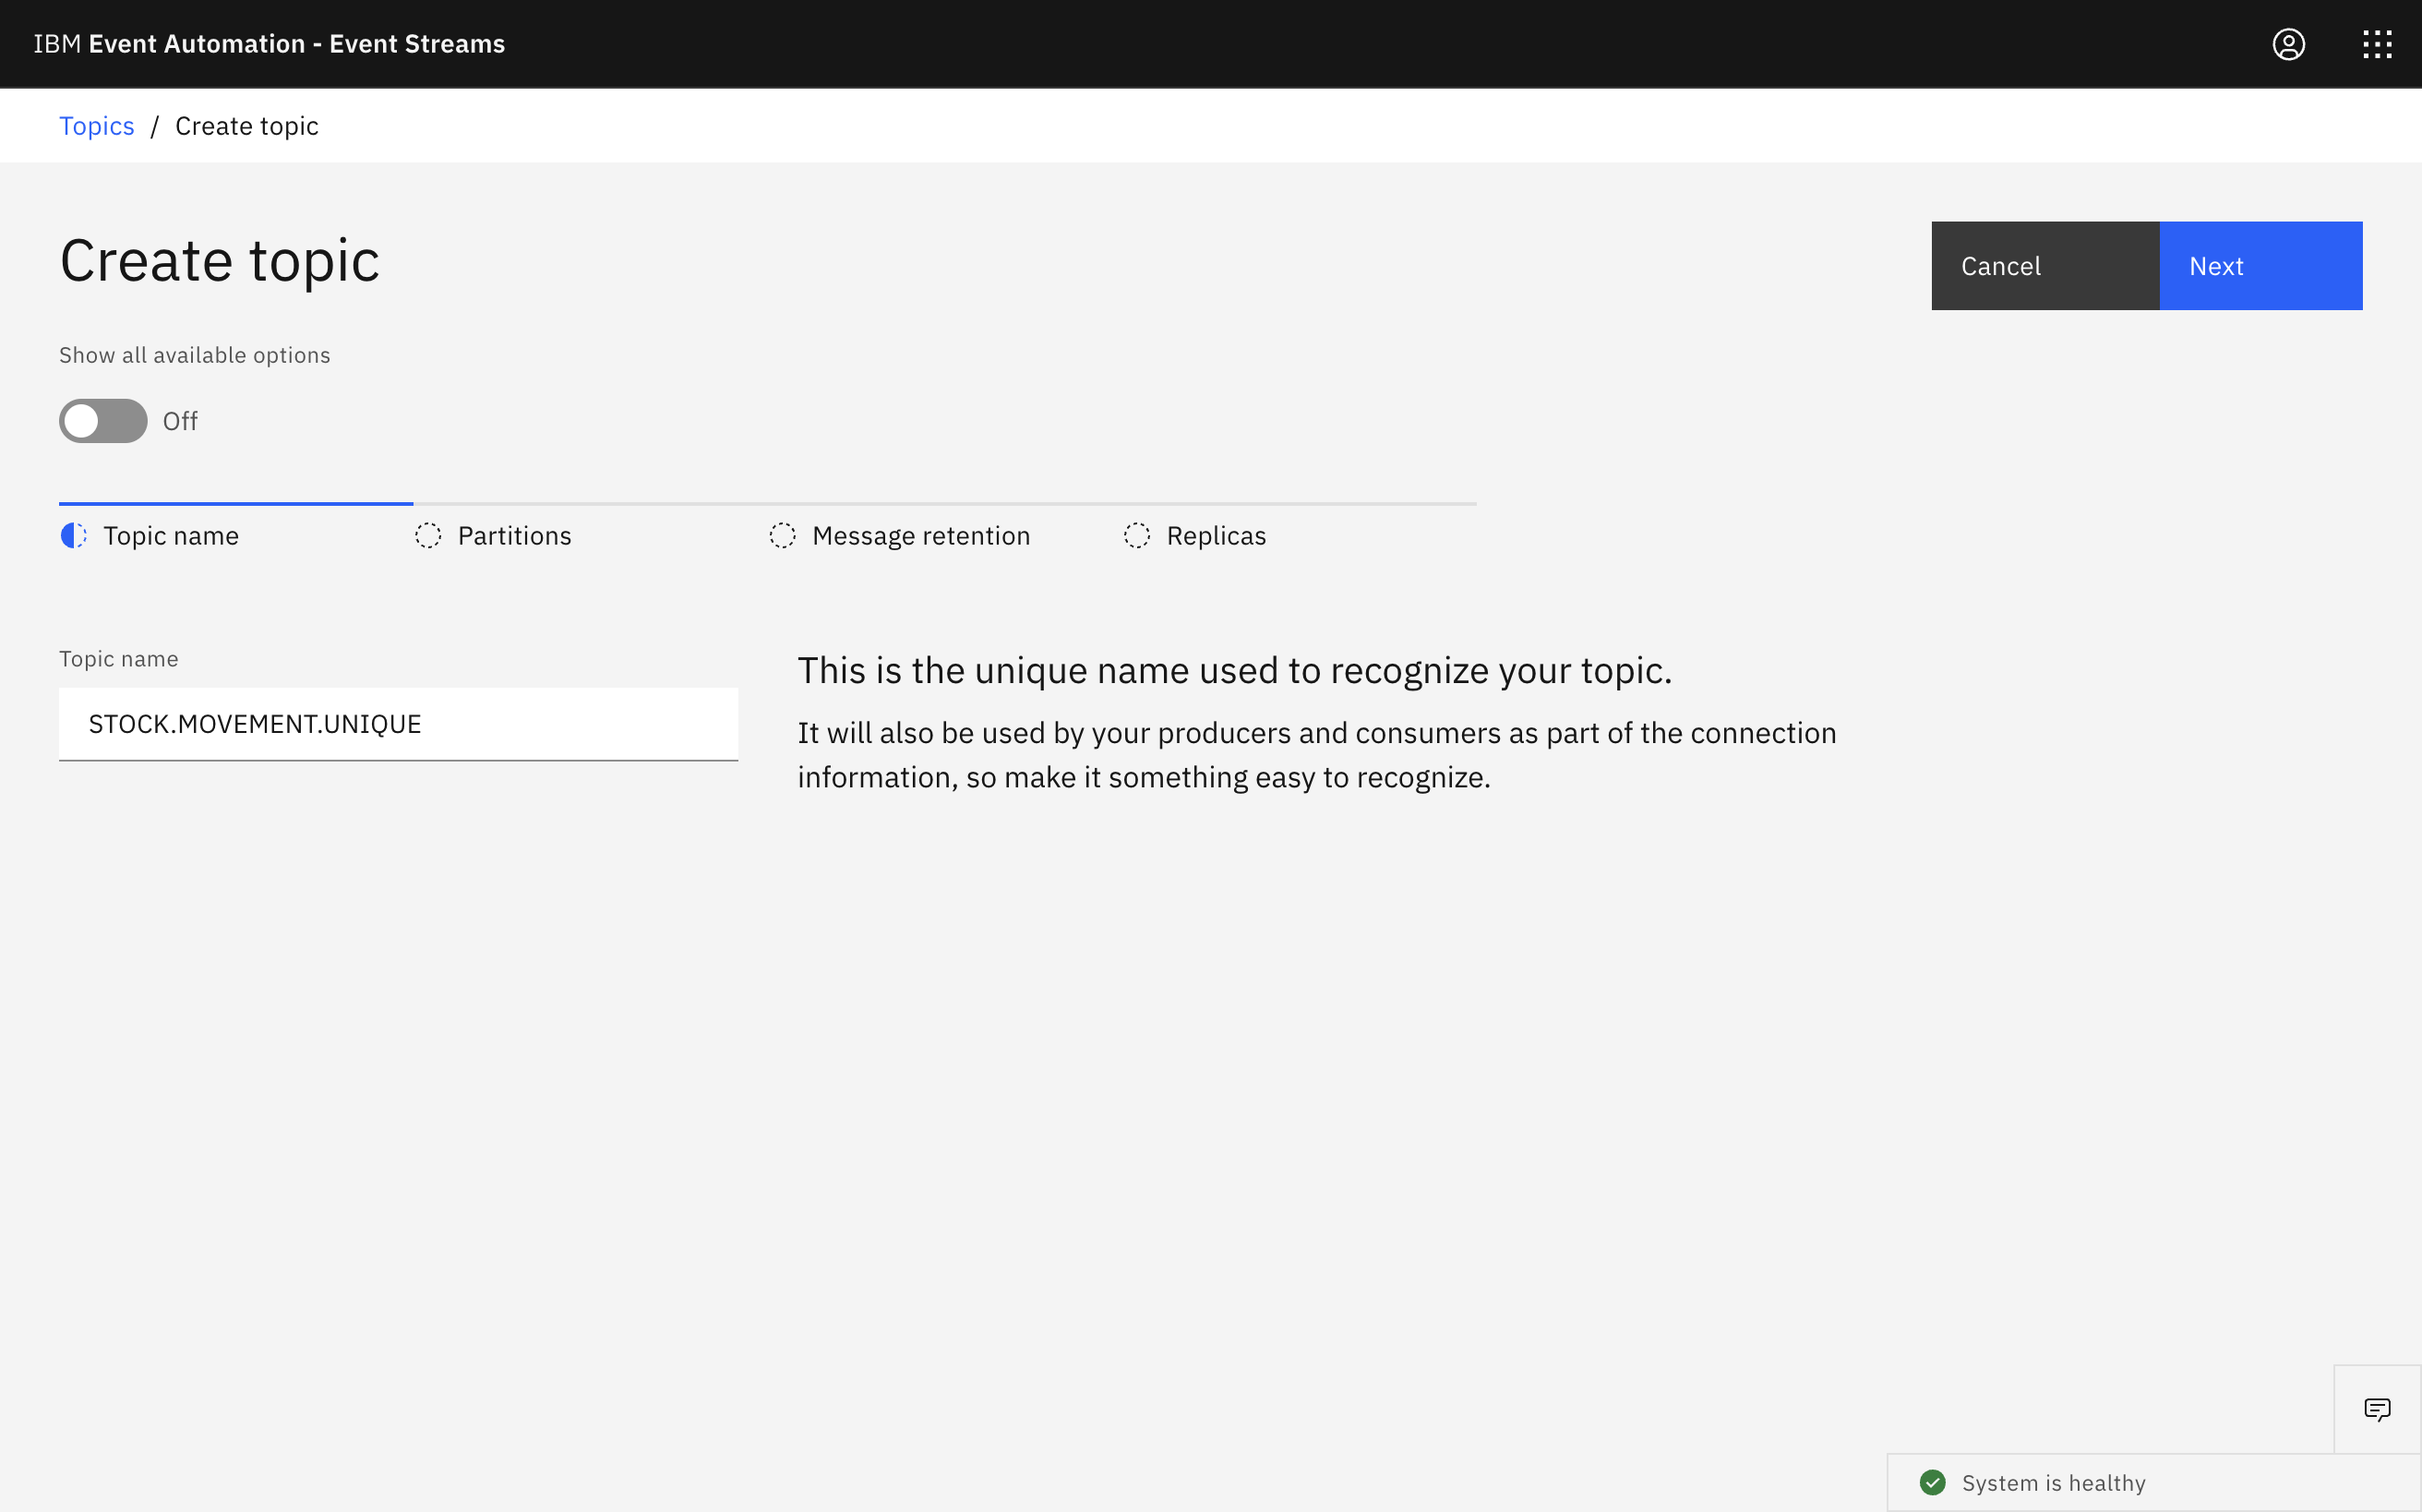 IBM Event Automation - Event Streams
Topics / Create topic
Create topic
Cancel
Next
Show all available options
Off
Topic name
Partitions
Message retention
Replicas
Topic name
STOCK.MOVEMENT.UNIQUE
This is the unique name used to recognize your topic.
It will also be used by your producers and consumers as part of the connection
information, so make it something easy to recognize.
System is healthy